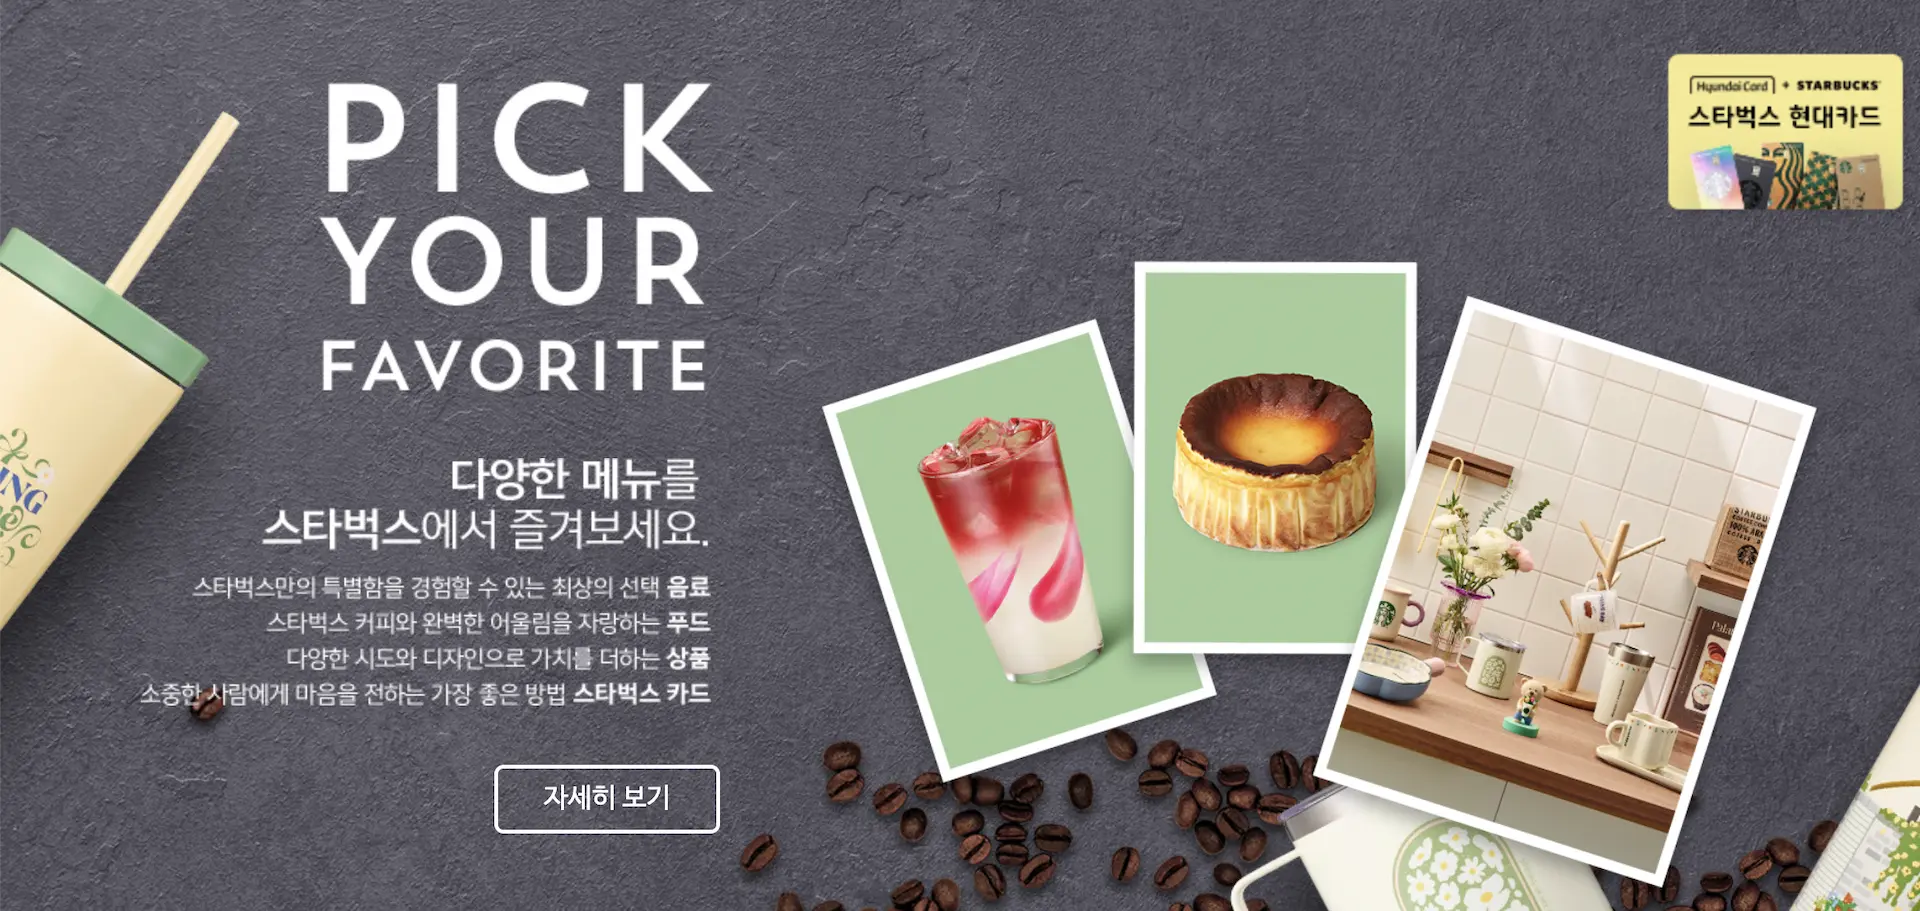 PICK
YOUR
FAVORITE
다양한 메뉴를
스타벅스에서 즐겨보세요.
스타벅스만의 특별함을 경험할 수 있는 최상의 선택 음료
스타벅스 커피와 완벽한 어울림을 자랑하는 푸드
다양한 시도와 디자인으로 가치를 더하는 상품
소중한 사람에게 마음을 전하는 가장 좋은 방법 스타벅스 카드
자세히 보기
Hyundai Card + STARBUCKS
스타벅스 현대카드
ING
100%